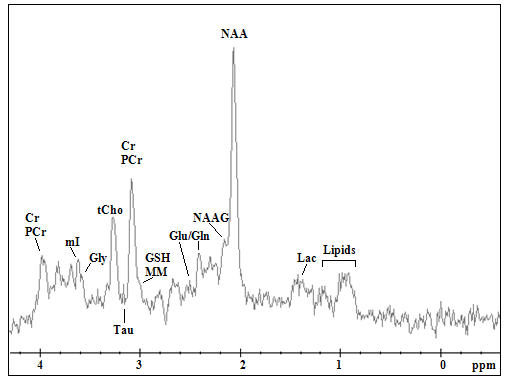 NAA
Cr
PCr
tCho
NAAG
Cr
PCr
mI
Gly
GSH
MM
Glu/Gln
Lac
Lipids
Tau
4 3 2 1 0 ppm